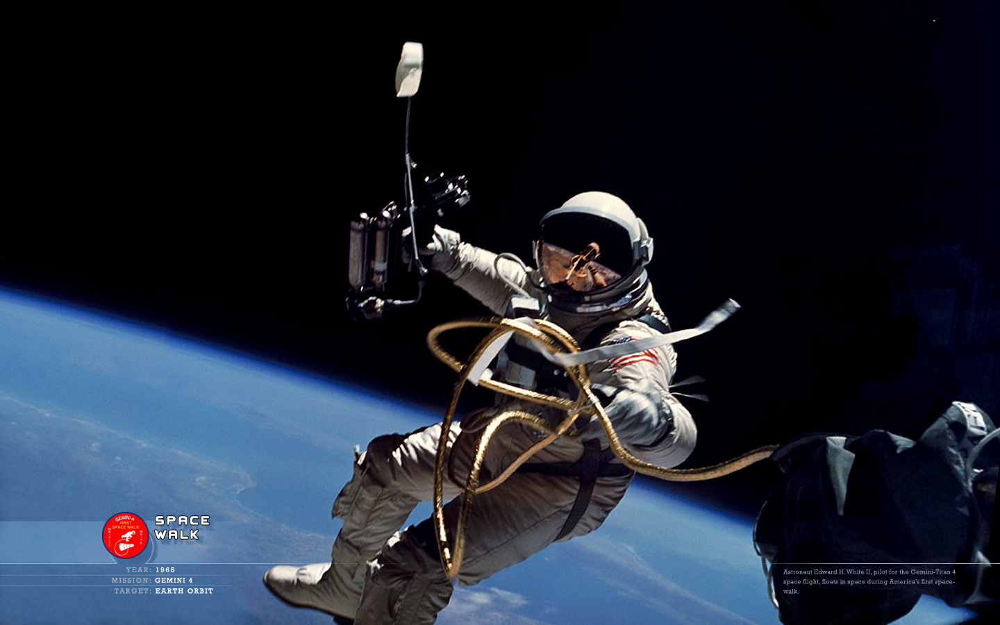 GEMINI 4
FIRST
SPACE WALK
WHITE
SPACE
WALK
YEAR: 1965
MISSION: GEMINI 4
TARGET: EARTH ORBIT
Astronaut Edward H. White II, pilot for the Gemini-Titan 4
space flight, floats in space during America's first space-
walk.